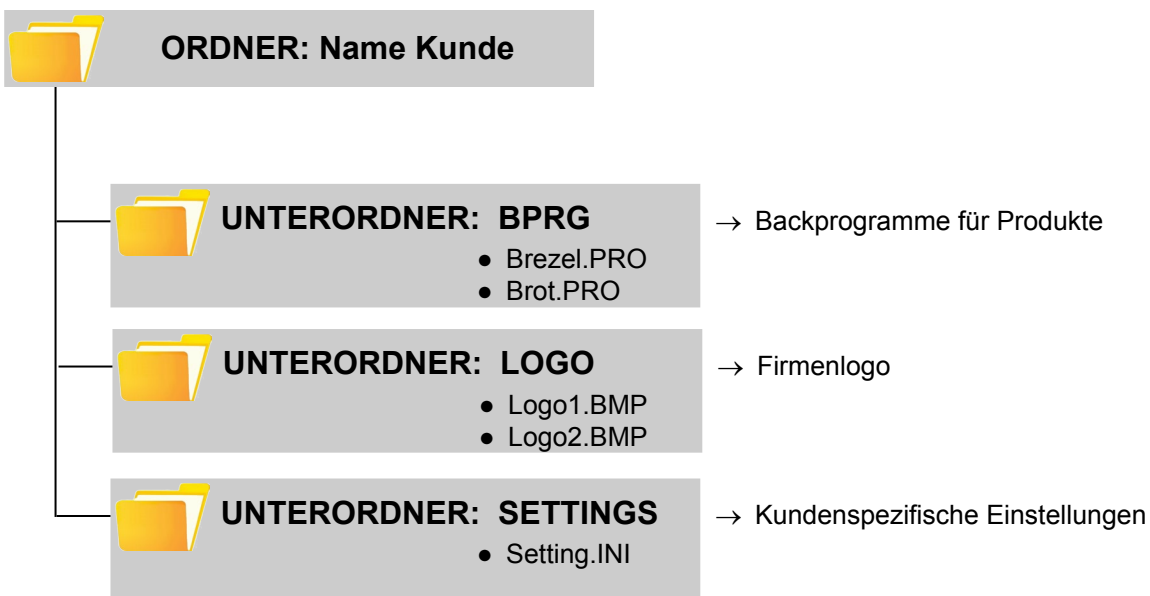 ORDNER: Name Kunde
UNTERORDNER: BPRG → Backprogramme für Produkte
● Brezel.PRO
● Brot.PRO
UNTERORDNER: LOGO → Firmenlogo
● Logo1.BMP
● Logo2.BMP
UNTERORDNER: SETTINGS → Kundenspezifische Einstellungen
● Setting.INI